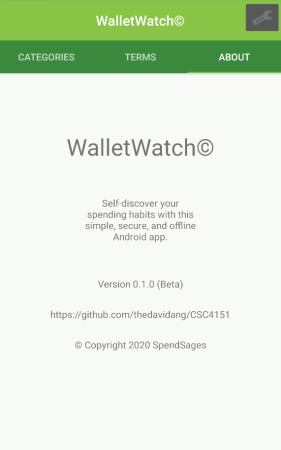 WalletWatch©
CATEGORIES TERMS ABOUT
WalletWatch©
Self-discover your
spending habits with this
simple, secure, and offline
Android app.
Version 0.1.0 (Beta)
https://github.com/thedavidang/CSC4151
© Copyright 2020 SpendSages